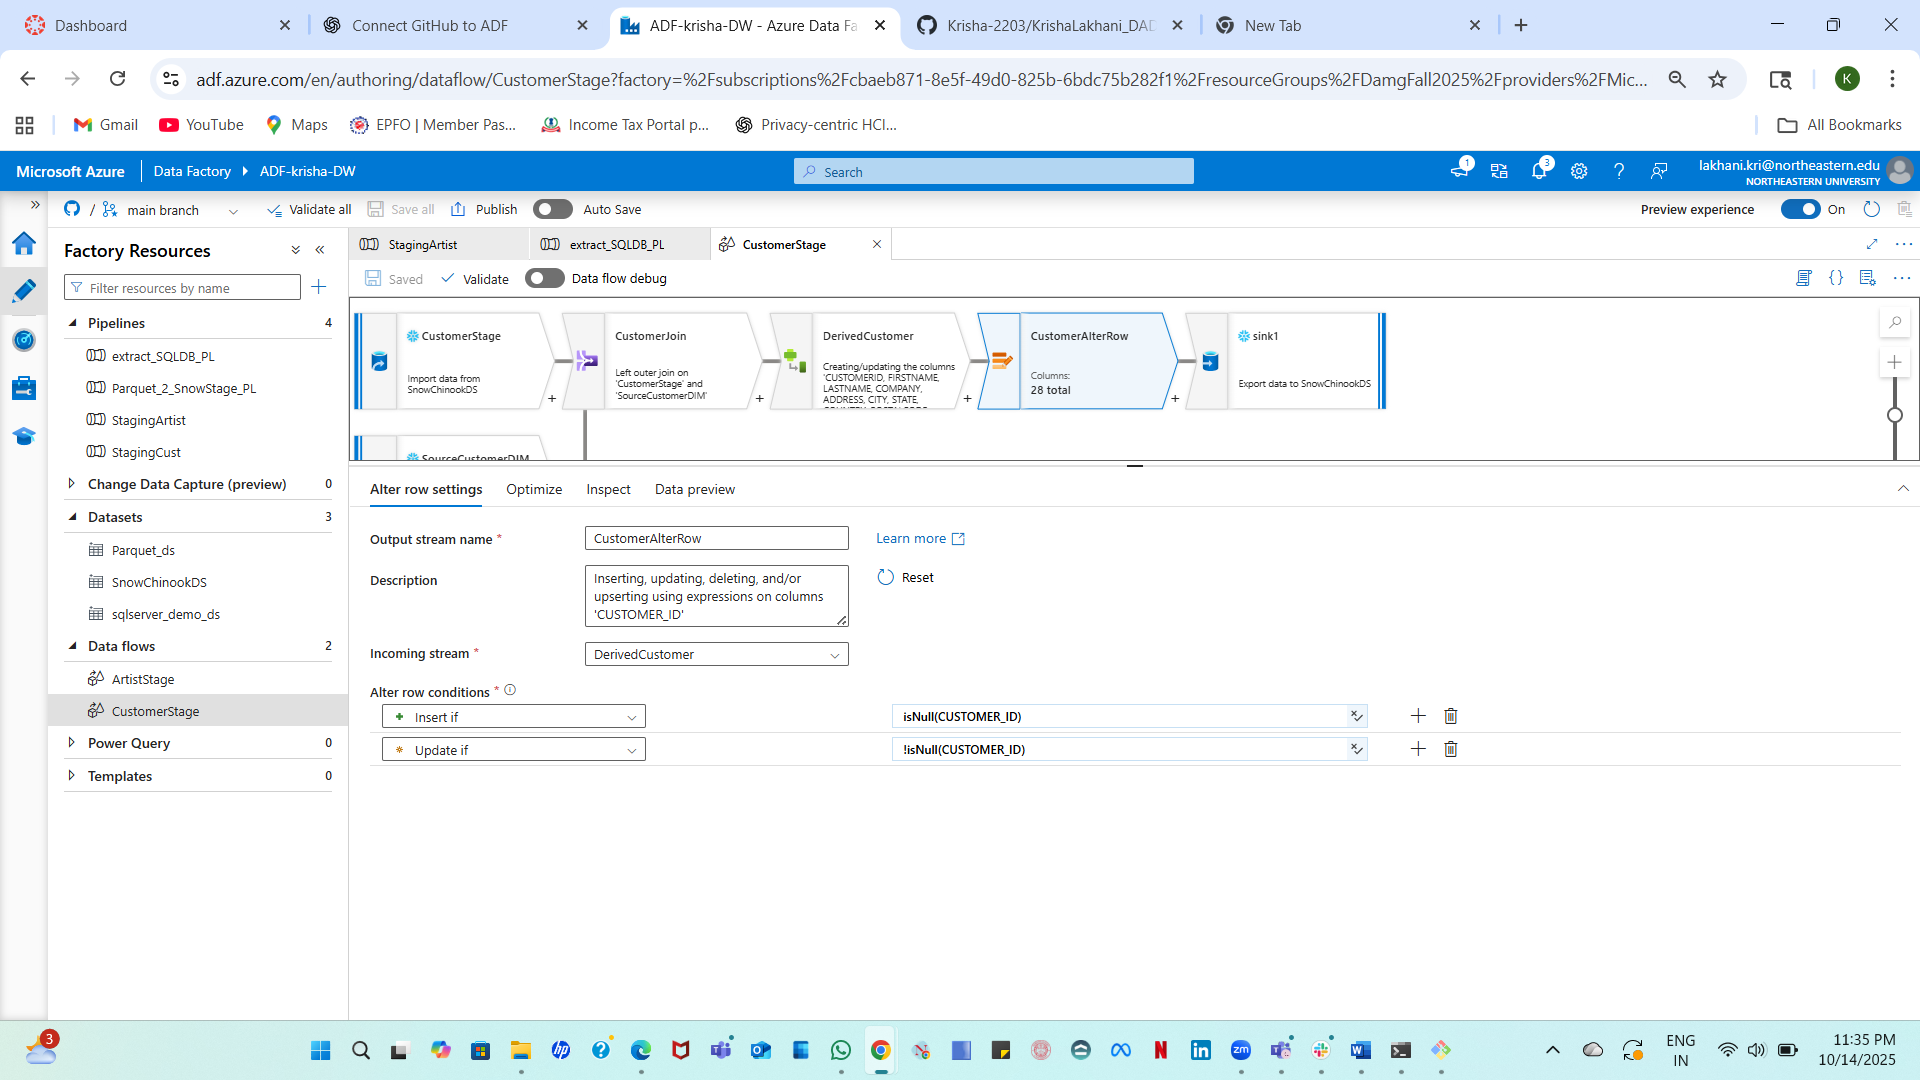 Dashboard
Connect GitHub to ADF
ADF-krisha-DW - Azure Data Fa
Krisha-2203/KrishaLakhani_DAD
New Tab
adf.azure.com/en/authoring/dataflow/CustomerStage?factory=%2Fsubscriptions%2Fcbaeb871-8e5f-49d0-825b-6bdc75b282f1%2FresourceGroups%2FDamgFall2025%2Fproviders%2FMic...
K
Gmail
YouTube
Maps
EPFO | Member Pas...
Income Tax Portal p...
Privacy-centric HCI...
All Bookmarks
Microsoft Azure
Data Factory
ADF-krisha-DW
Search
1
3
lakhani.kri@northeastern.edu
NORTHEASTERN UNIVERSITY
/ main branch
Validate all
Save all
Publish
Auto Save
Preview experience
On
Factory Resources
Filter resources by name
Pipelines 4
extract_SQLDB_PL
Parquet_2_SnowStage_PL
StagingArtist
StagingCust
Change Data Capture (preview) 0
Datasets 3
Parquet_ds
SnowChinookDS
sqlserver_demo_ds
Data flows 2
ArtistStage
CustomerStage
Power Query 0
Templates 0
StagingArtist
extract_SQLDB_PL
CustomerStage
Saved
Validate
Data flow debug
CustomerStage
Import data from
SnowChinookDS
+
CustomerJoin
Left outer join on
'CustomerStage' and
'SourceCustomerDIM'
+
DerivedCustomer
Creating/updating the columns
'CUSTOMERID, FIRSTNAME,
LASTNAME, COMPANY,
ADDRESS, CITY, STATE,
+
CustomerAlterRow
Columns:
28 total
+
sink1
Export data to SnowChinookDS
SourceCustomerDIM
Alter row settings
Optimize
Inspect
Data preview
Output stream name *
CustomerAlterRow
Learn more
Description
Inserting, updating, deleting, and/or
upserting using expressions on columns
'CUSTOMER_ID'
Reset
Incoming stream *
DerivedCustomer
Alter row conditions *
Insert if
isNull(CUSTOMER_ID)
Update if
!isNull(CUSTOMER_ID)
3
ENG
IN
11:35 PM
10/14/2025